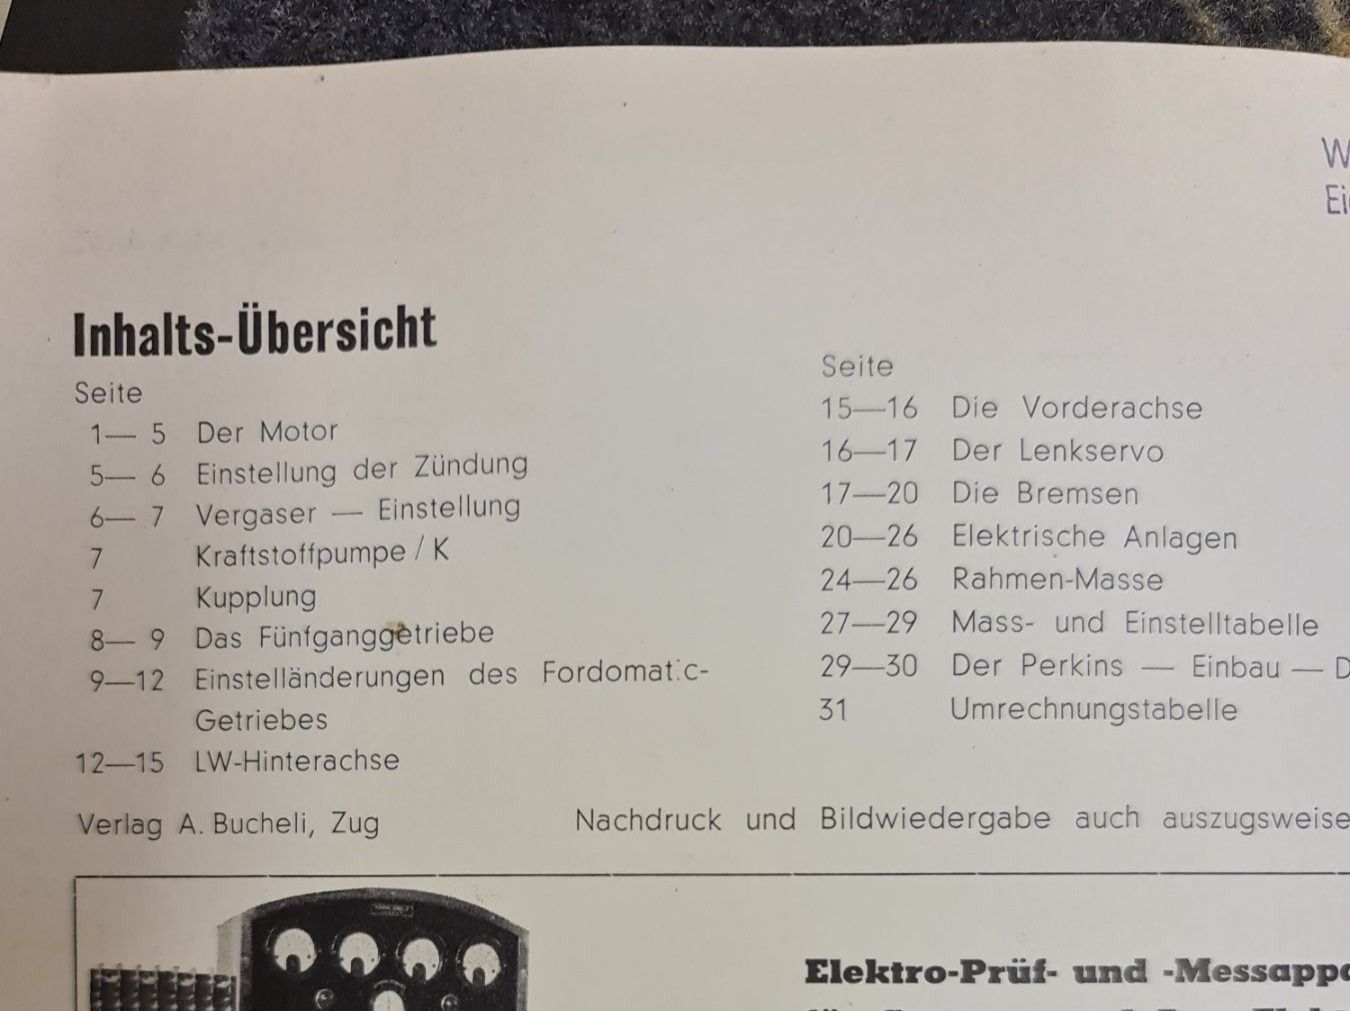 Inhalts-Übersicht
Seite
1— 5 Der Motor
5— 6 Einstellung der Zündung
6— 7 Vergaser — Einstellung
7 Kraftstoffpumpe / K
7 Kupplung
8— 9 Das Fünfganggetriebe
9—12 Einstelländerungen des Fordomatic-
Getriebes
12—15 LW-Hinterachse
Seite
15—16 Die Vorderachse
16—17 Der Lenkservo
17—20 Die Bremsen
20—26 Elektrische Anlagen
24—26 Rahmen-Masse
27—29 Mass- und Einstelltabelle
29—30 Der Perkins — Einbau — D
31 Umrechnungstabelle
Verlag A. Bucheli, Zug
Nachdruck und Bildwiedergabe auch auszugsweise
W
Ei
Elektro-Prüf- und -Messappa